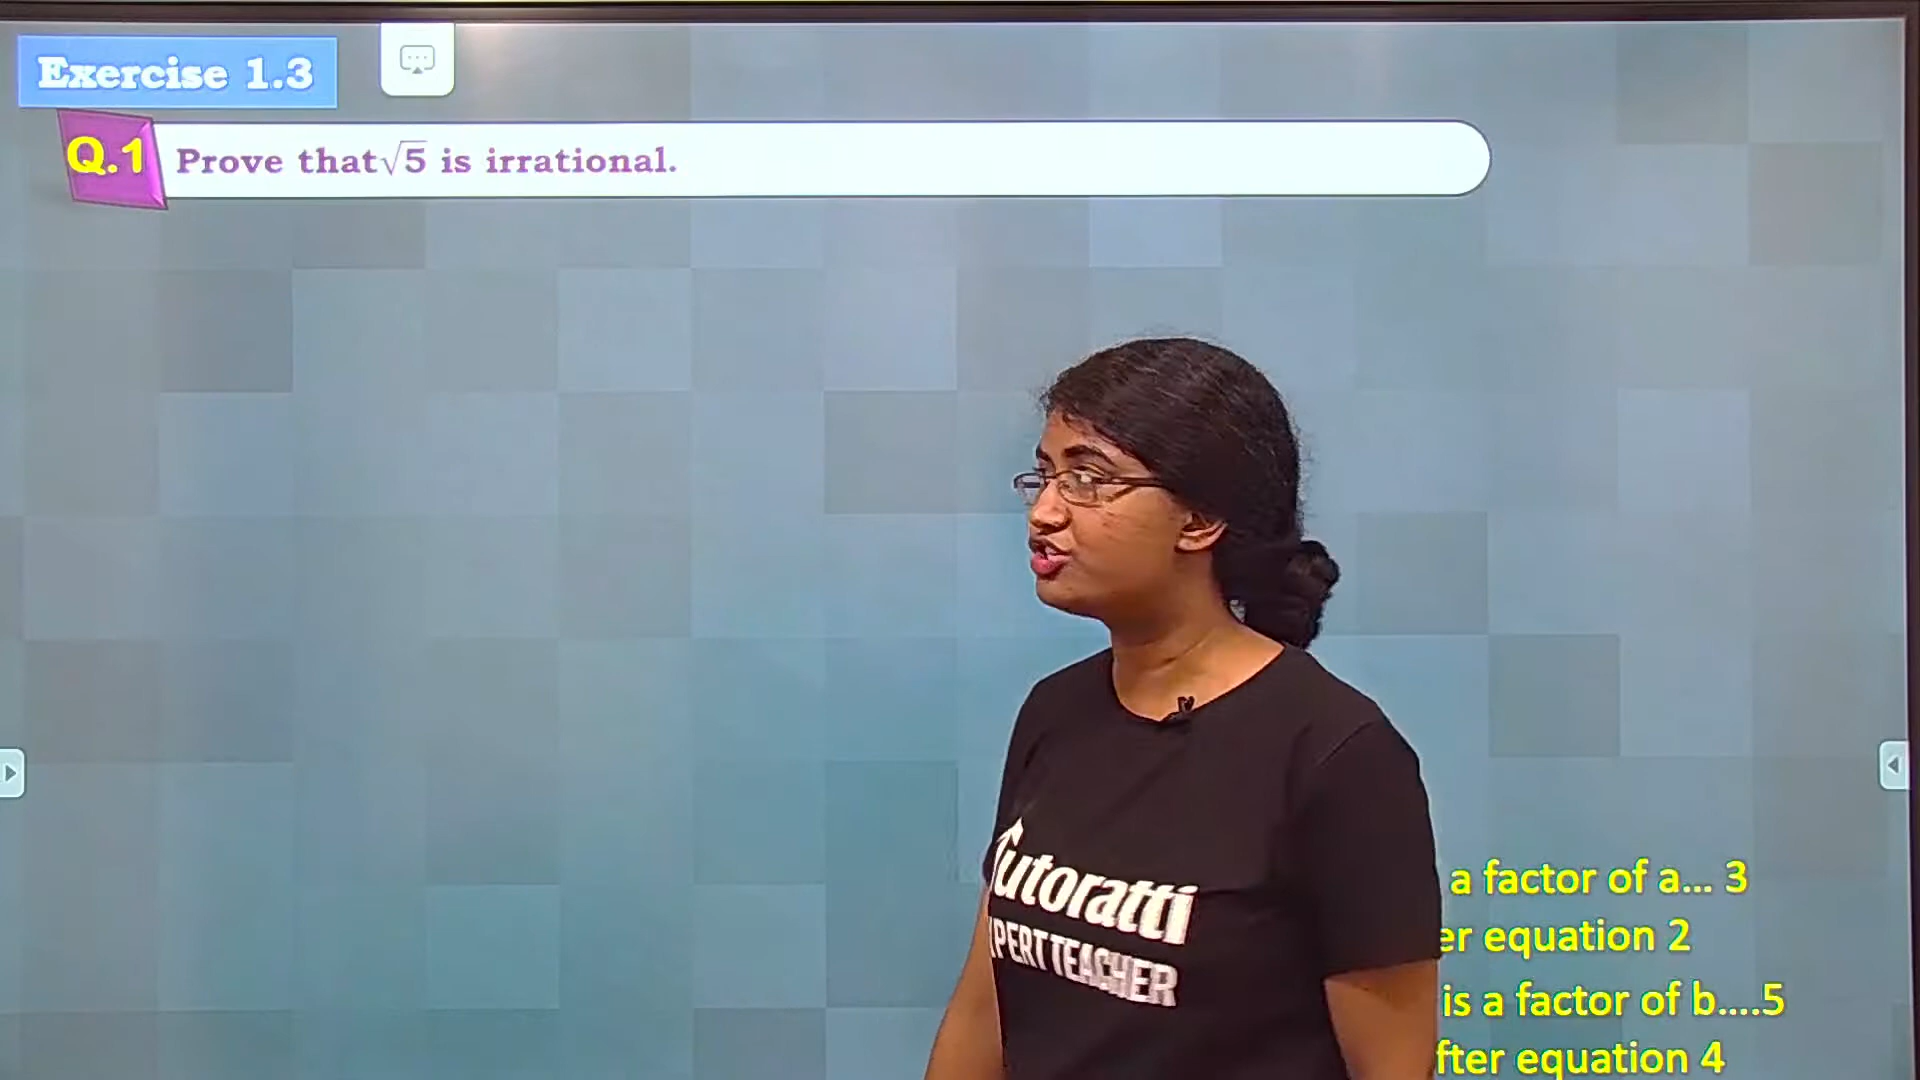 Exercise 1.3
Q.1 Prove that √5 is irrational.
Tutoratti
PERT TEACHER
a factor of a... 3
er equation 2
is a factor of b....5
fter equation 4